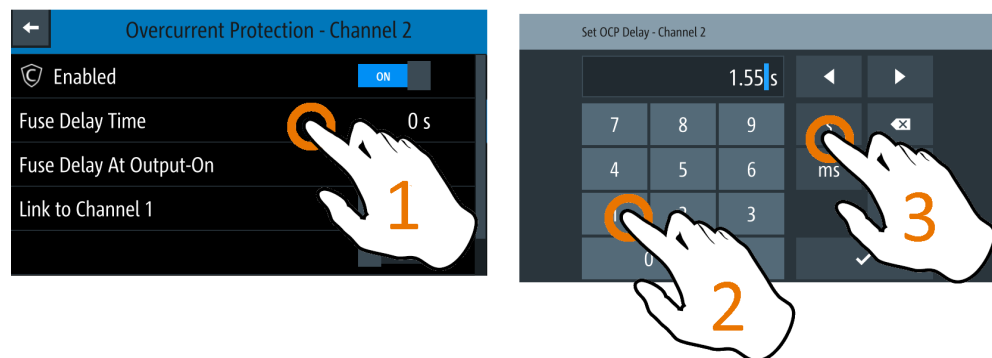 Overcurrent Protection - Channel 2
Enabled
ON
Fuse Delay Time
0 s
Fuse Delay At Output-On
Link to Channel 1
1
Set OCP Delay - Channel 2
1.55 s
7 8 9
4 5 6 ms
3
0
2
3